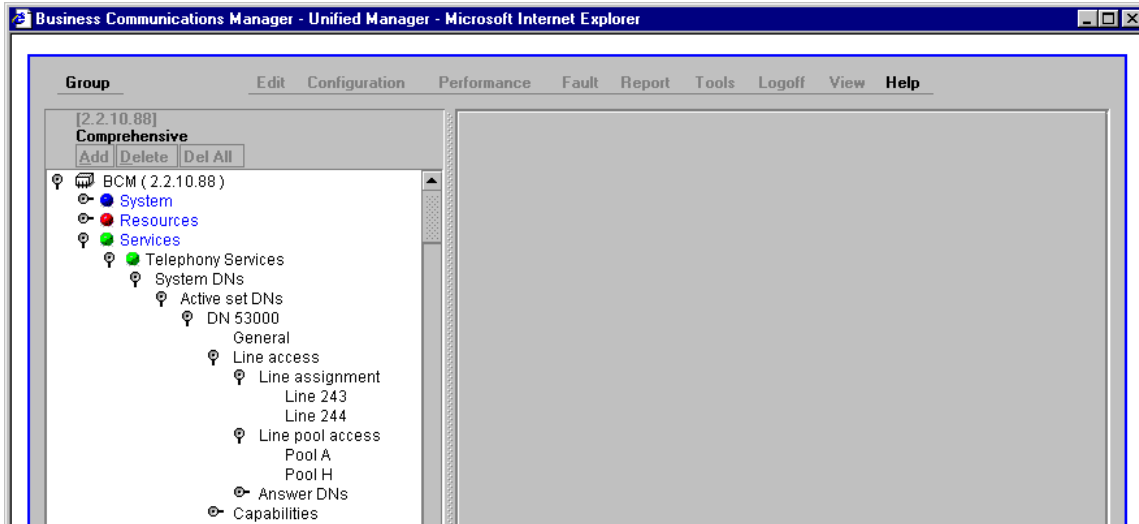 Business Communications Manager - Unified Manager - Microsoft Internet Explorer
Group Edit Configuration Performance Fault Report Tools Logoff View Help
[2.2.10.88]
Comprehensive
Add Delete Del All
BCM ( 2.2.10.88 )
System
Resources
Services
Telephony Services
System DNs
Active set DNs
DN 53000
General
Line access
Line assignment
Line 243
Line 244
Line pool access
Pool A
Pool H
Answer DNs
Capabilities